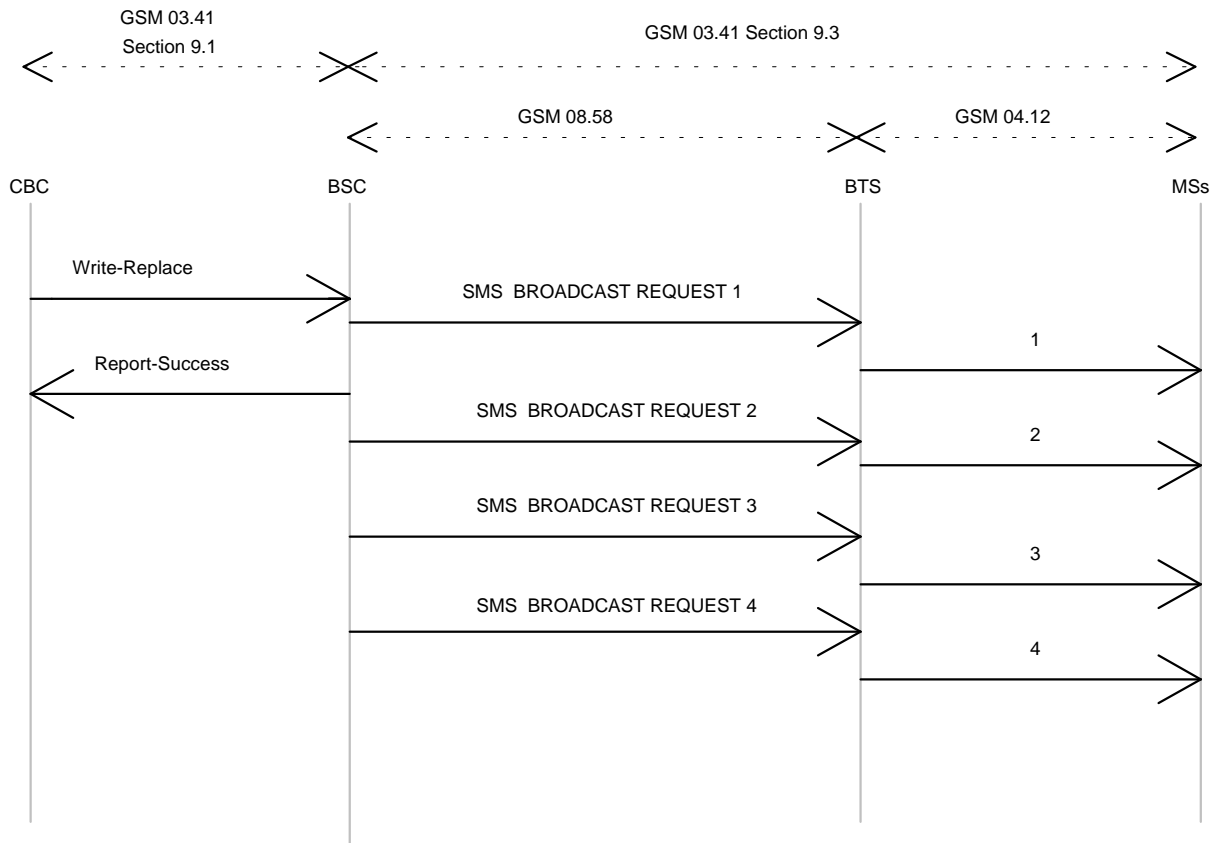 GSM 03.41
Section 9.1
GSM 03.41 Section 9.3
GSM 08.58
GSM 04.12
CBC
BSC
BTS
MSs
Write-Replace
SMS BROADCAST REQUEST 1
1
Report-Success
SMS BROADCAST REQUEST 2
2
SMS BROADCAST REQUEST 3
3
SMS BROADCAST REQUEST 4
4